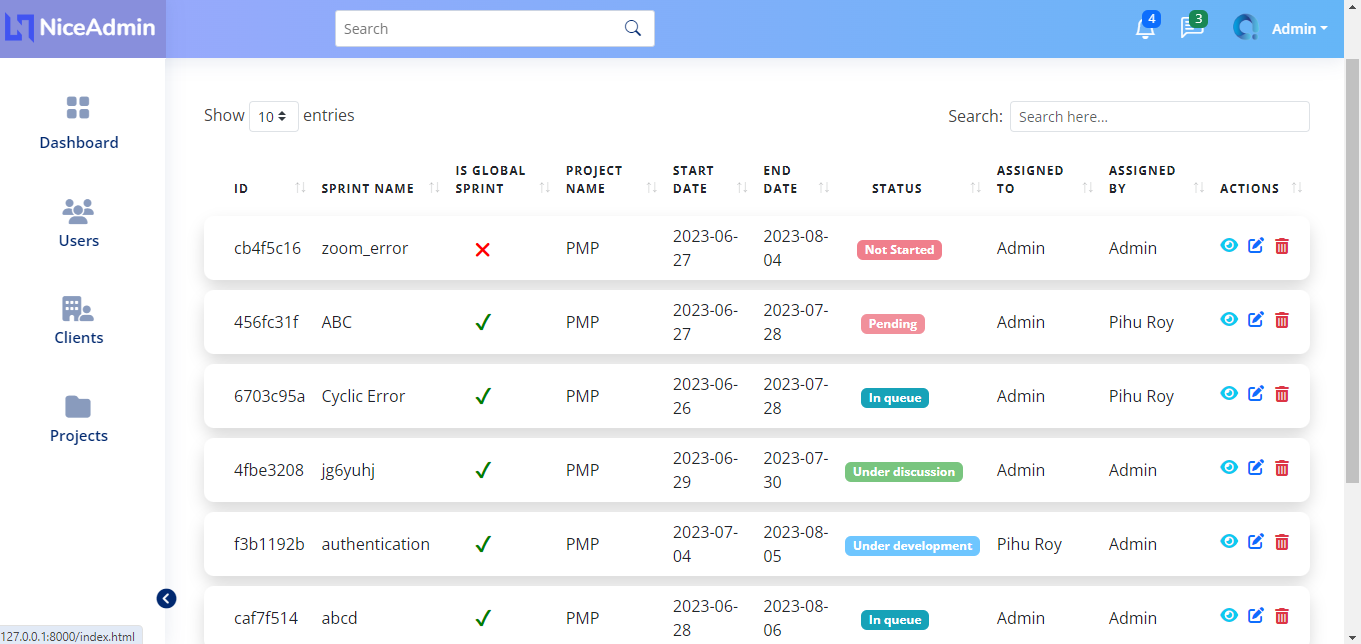 NiceAdmin
Search
4
3
Admin
Dashboard
Users
Clients
Projects
Show 10 entries
Search: Search here...
ID SPRINT NAME IS GLOBAL SPRINT PROJECT NAME START DATE END DATE STATUS ASSIGNED TO ASSIGNED BY ACTIONS
cb4f5c16 zoom_error PMP 2023-06-27 2023-08-04 Not Started Admin Admin
456fc31f ABC PMP 2023-06-27 2023-07-28 Pending Admin Pihu Roy
6703c95a Cyclic Error PMP 2023-06-26 2023-07-28 In queue Admin Pihu Roy
4fbe3208 jg6yuhj PMP 2023-06-29 2023-07-30 Under discussion Admin Admin
f3b1192b authentication PMP 2023-07-04 2023-08-05 Under development Pihu Roy Admin
caf7f514 abcd PMP 2023-06-28 2023-08-06 In queue Admin Admin
127.0.0.1:8000/index.html